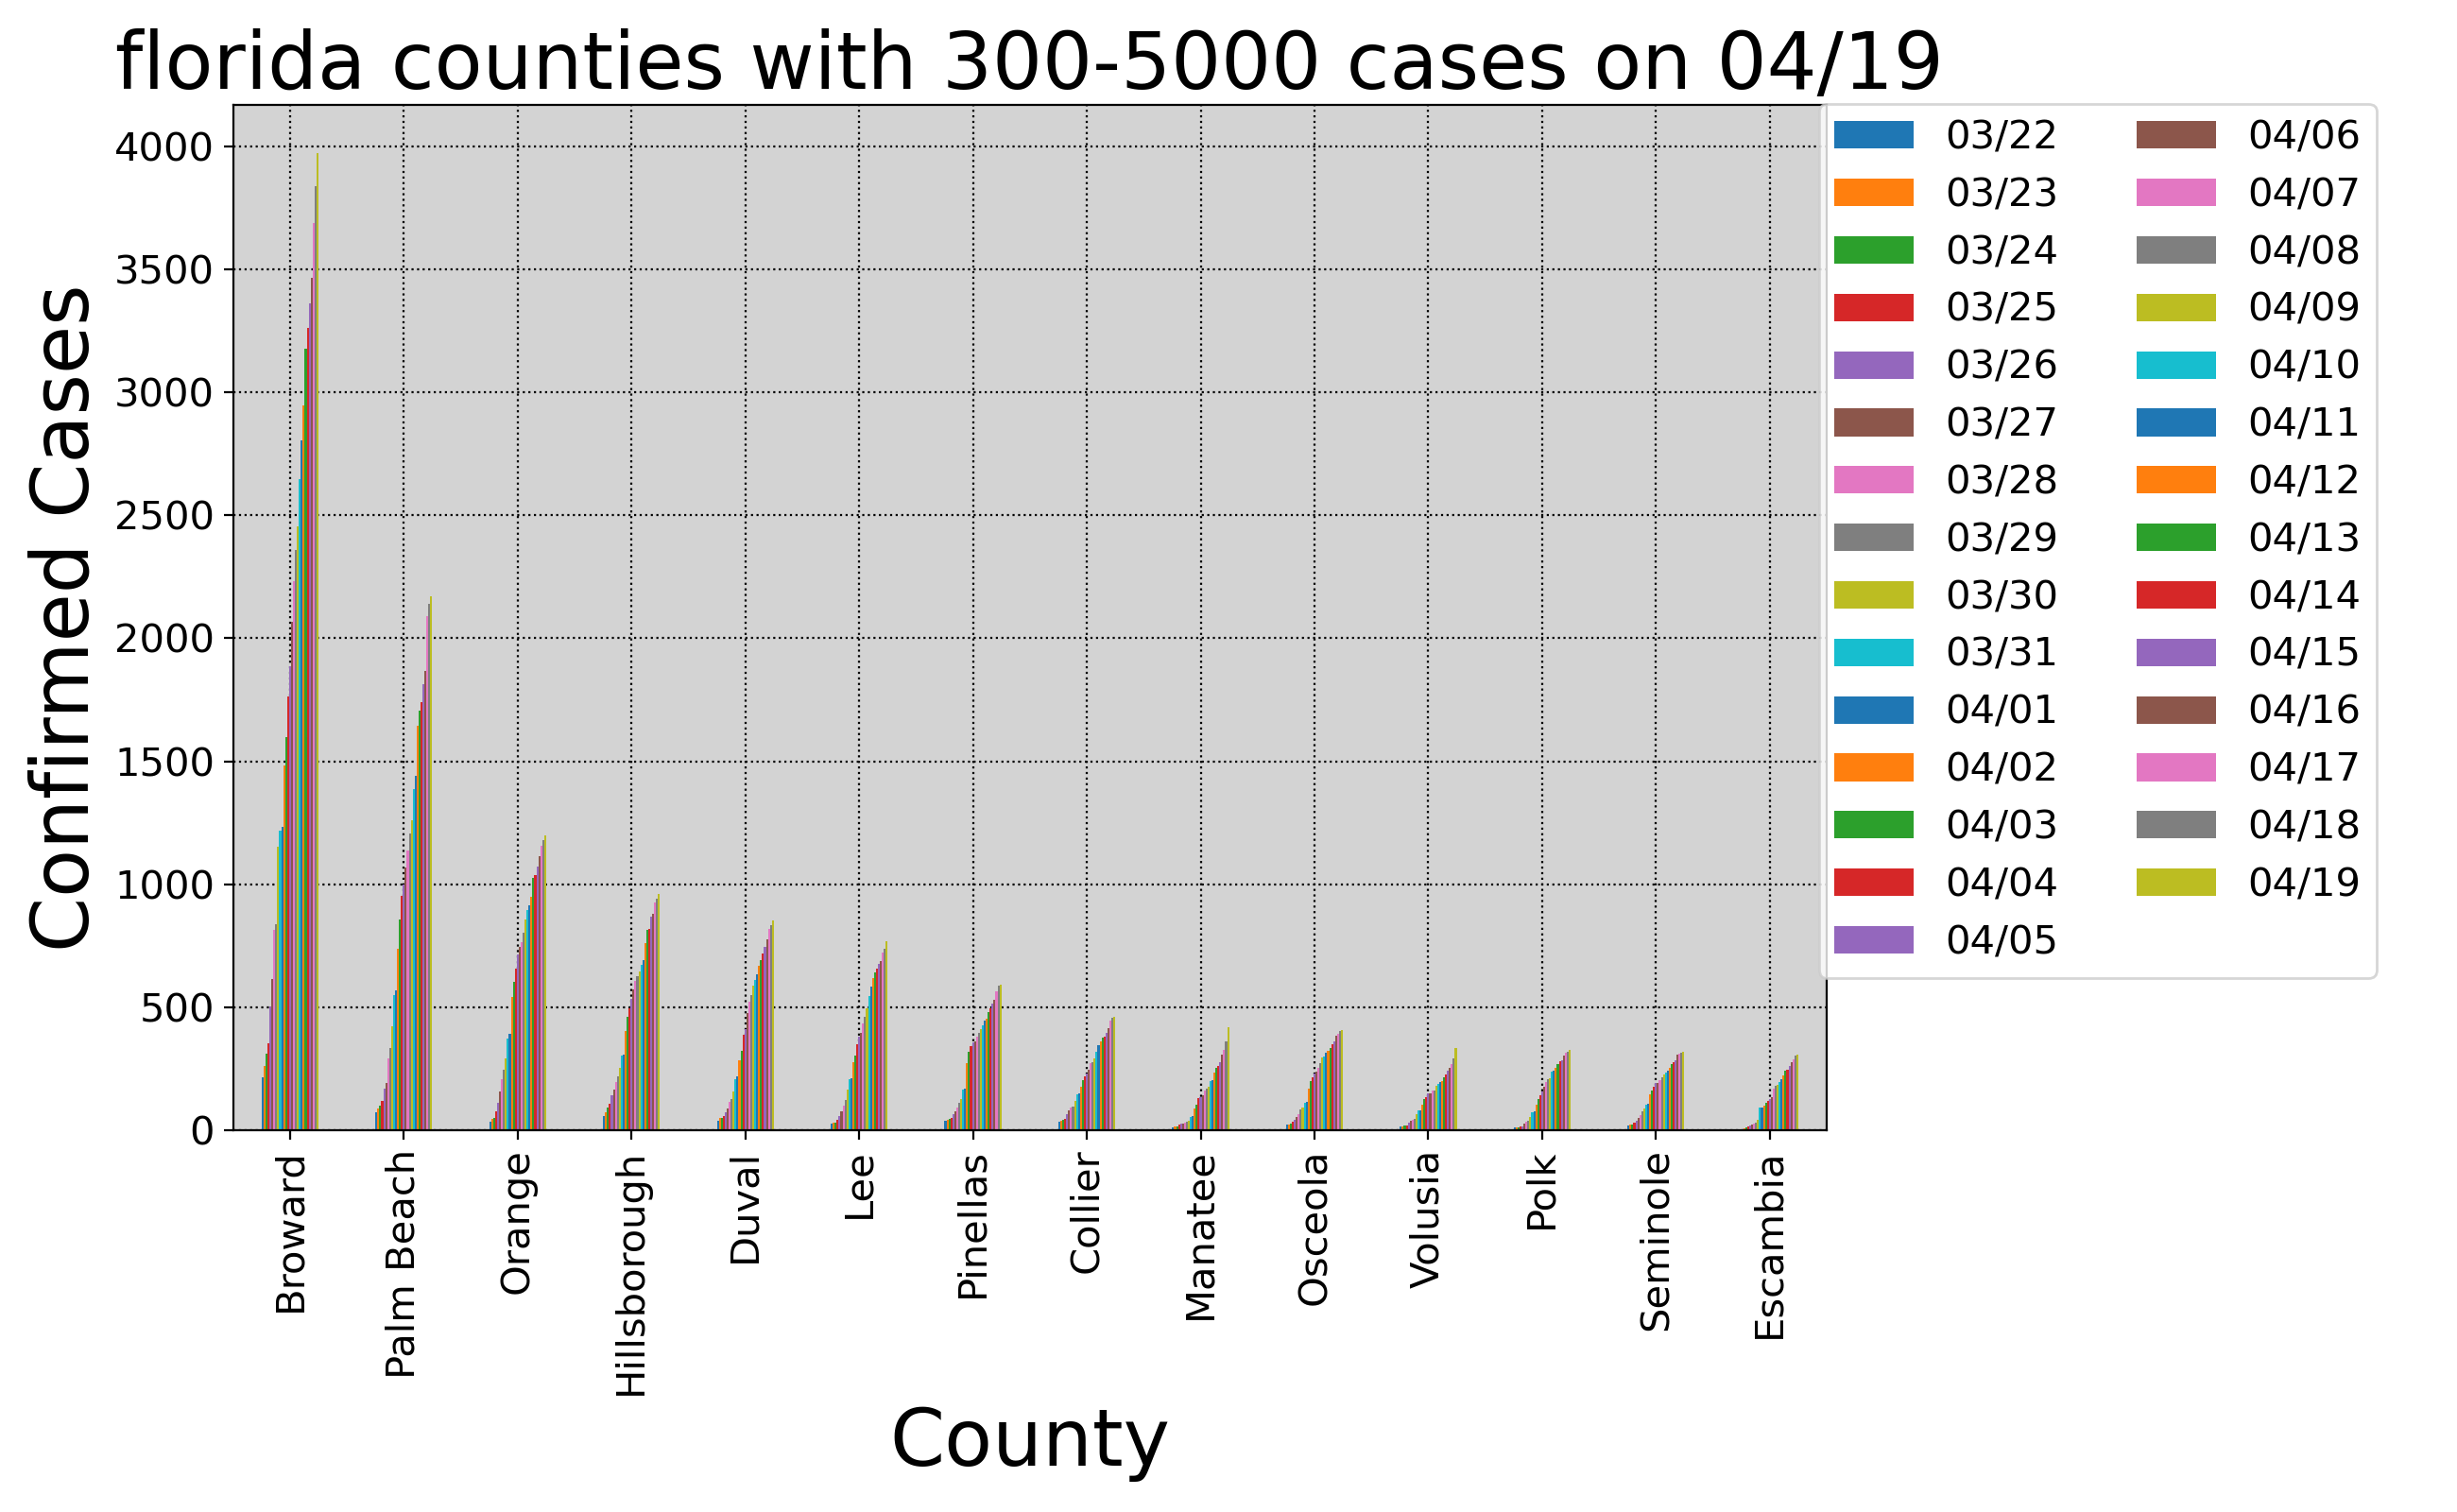 florida counties with 300-5000 cases on 04/19
Confirmed Cases
4000
3500
3000
2500
2000
1500
1000
500
0
Broward
Palm Beach
Orange
Hillsborough
Duval
Lee
Pinellas
Collier
Manatee
Osceola
Volusia
Polk
Seminole
Escambia
County
03/22
03/23
03/24
03/25
03/26
03/27
03/28
03/29
03/30
03/31
04/01
04/02
04/03
04/04
04/05
04/06
04/07
04/08
04/09
04/10
04/11
04/12
04/13
04/14
04/15
04/16
04/17
04/18
04/19